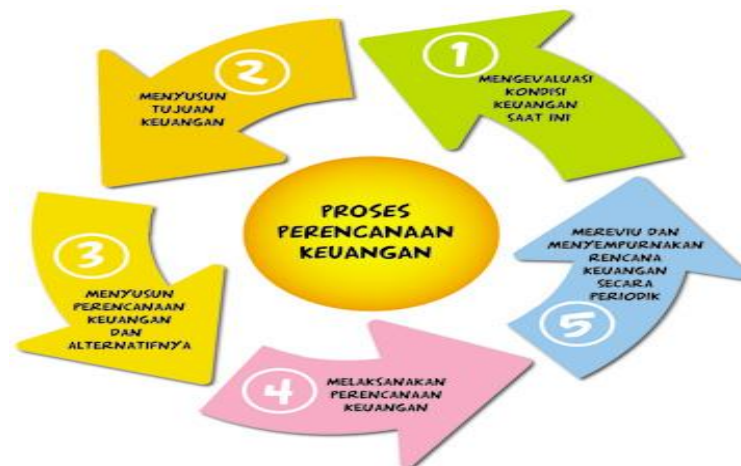 PROSES
PERENCANAAN
KEUANGAN
1
MENGEVALUASI
KONDISI
KEUANGAN
SAAT INI
2
MENYUSUN
TUJUAN
KEUANGAN
3
MENYUSUN
PERENCANAAN
KEUANGAN
DAN
ALTERNATIFNYA
4
MELAKSANAKAN
PERENCANAAN
KEUANGAN
5
MEREVIU DAN
MENYEMPURNAKAN
RENCANA
KEUANGAN
SECARA
PERIODIK